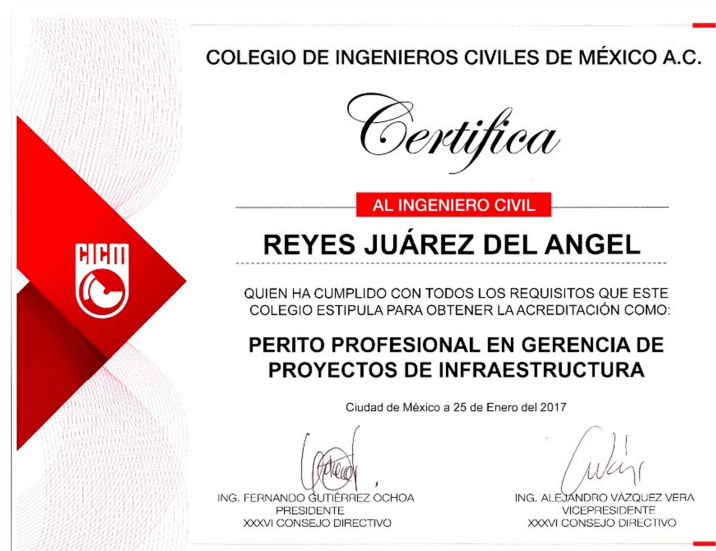 COLEGIO DE INGENIEROS CIVILES DE MÉXICO A.C.
Certifica
AL INGENIERO CIVIL
REYES JUÁREZ DEL ANGEL
QUIEN HA CUMPLIDO CON TODOS LOS REQUISITOS QUE ESTE
COLEGIO ESTIPULA PARA OBTENER LA ACREDITACIÓN COMO:
CICM
PERITO PROFESIONAL EN GERENCIA DE
PROYECTOS DE INFRAESTRUCTURA
Ciudad de México a 25 de Enero del 2017
ING. FERNANDO GUTIÉRREZ OCHOA
PRESIDENTE
XXXVI CONSEJO DIRECTIVO
ING. ALEJANDRO VÁZQUEZ VERA
VICEPRESIDENTE
XXXVI CONSEJO DIRECTIVO